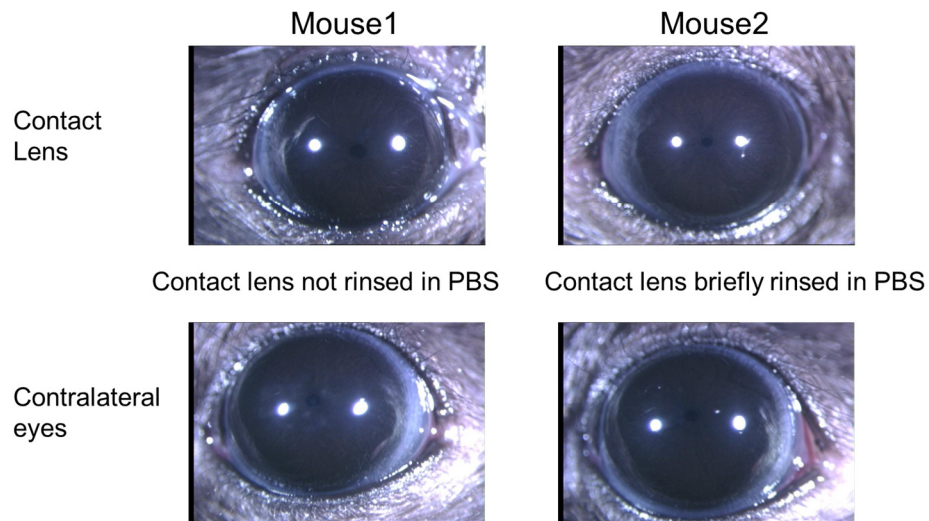 Mouse1
Mouse2
Contact
Lens
Contact lens not rinsed in PBS
Contact lens briefly rinsed in PBS
Contralateral
eyes